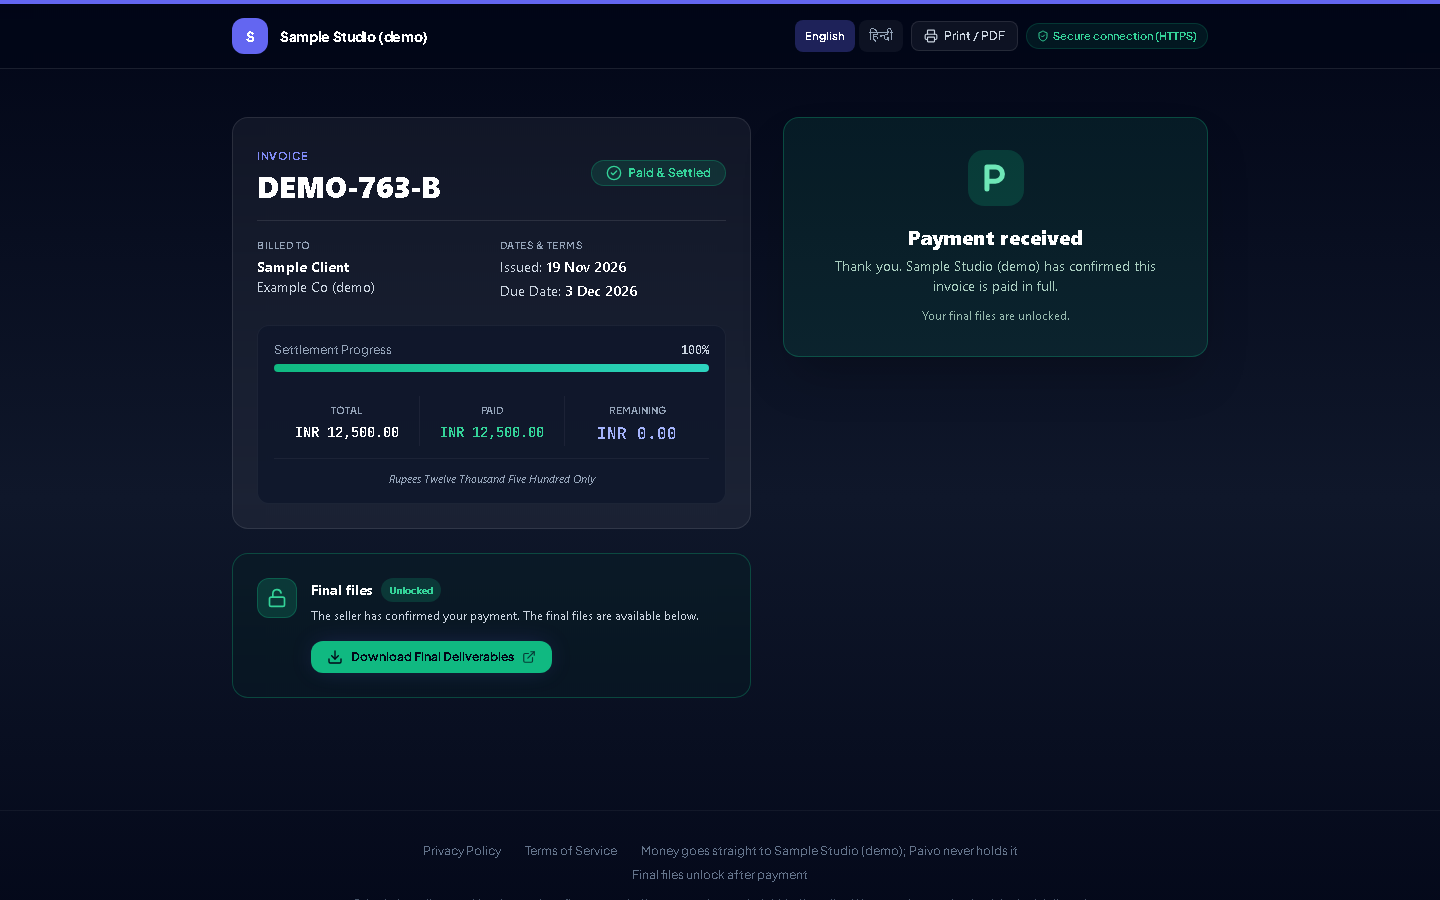 S Sample Studio (demo)
English हिन्दी Print / PDF Secure connection (HTTPS)
INVOICE
DEMO-763-B
Paid & Settled
BILLED TO
Sample Client
Example Co (demo)
DATES & TERMS
Issued: 19 Nov 2026
Due Date: 3 Dec 2026
Settlement Progress 100%
TOTAL
INR 12,500.00
PAID
INR 12,500.00
REMAINING
INR 0.00
Rupees Twelve Thousand Five Hundred Only
Final files Unlocked
The seller has confirmed your payment. The final files are available below.
Download Final Deliverables
P
Payment received
Thank you. Sample Studio (demo) has confirmed this
invoice is paid in full.
Your final files are unlocked.
Privacy Policy Terms of Service Money goes straight to Sample Studio (demo); Paivo never holds it
Final files unlock after payment